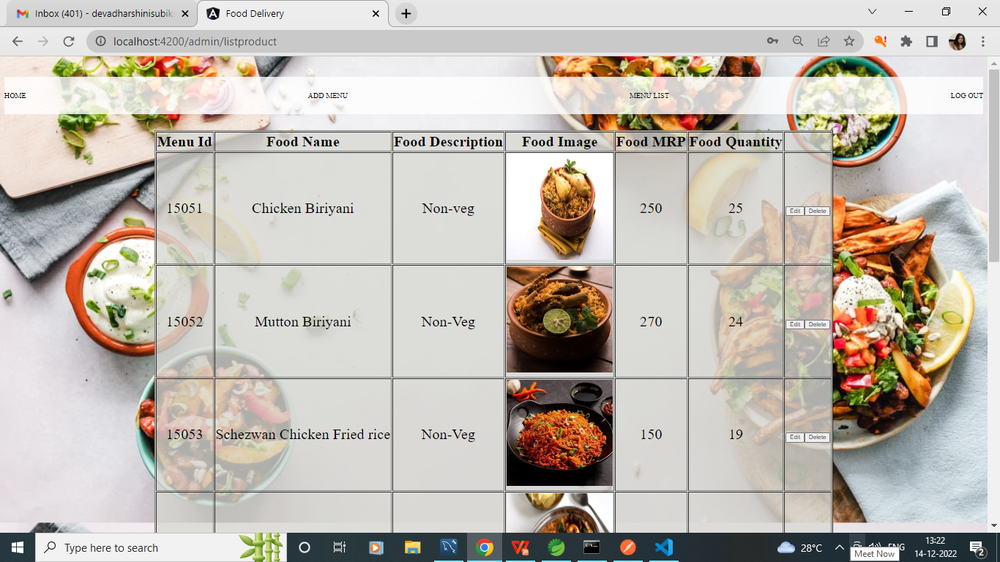 Inbox (401) - devadharshinisubik
Food Delivery
localhost:4200/admin/listproduct
HOME ADD MENU MENU LIST LOG OUT
Menu Id Food Name Food Description Food Image Food MRP Food Quantity
15051 Chicken Biriyani Non-veg 250 25 Edit Delete
15052 Mutton Biriyani Non-Veg 270 24 Edit Delete
15053 Schezwan Chicken Fried rice Non-Veg 150 19 Edit Delete
Type here to search
28°C ENG
13:22
14-12-2022
2
Meet Now